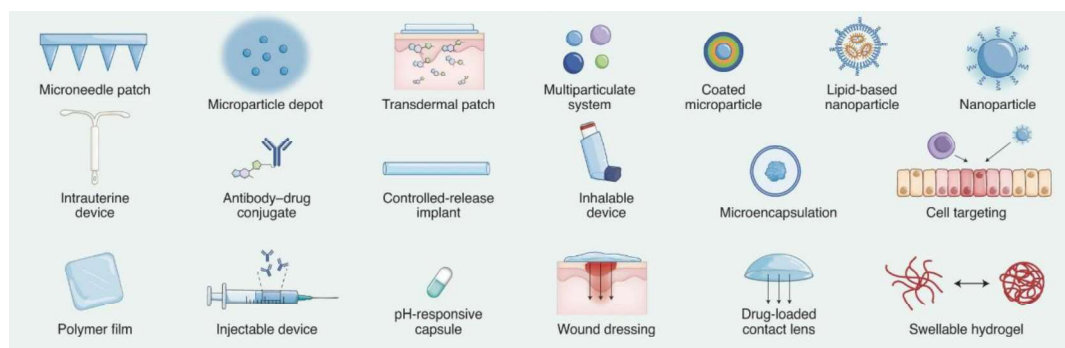 Microneedle patch
Microparticle depot
Transdermal patch
Multiparticulate
system
Coated
microparticle
Lipid-based
nanoparticle
Nanoparticle
Intrauterine
device
Antibody–drug
conjugate
Controlled-release
implant
Inhalable
device
Microencapsulation
Cell targeting
Polymer film
Injectable device
pH-responsive
capsule
Wound dressing
Drug-loaded
contact lens
Swellable hydrogel